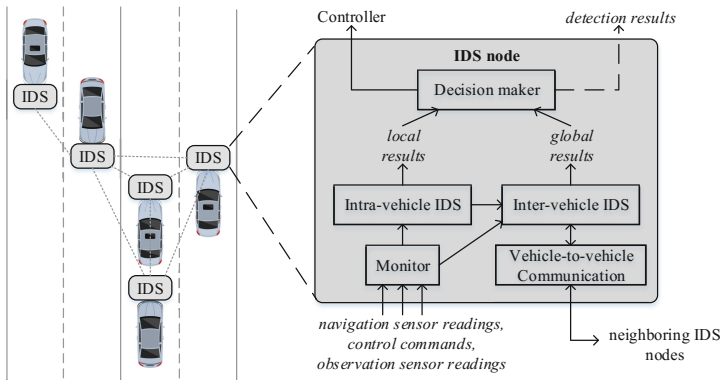 Controller
detection results
IDS node
Decision maker
local
results
global
results
Intra-vehicle IDS
Inter-vehicle IDS
Monitor
Vehicle-to-vehicle
Communication
navigation sensor readings,
control commands,
observation sensor readings
neighboring IDS
nodes
IDS
IDS
IDS
IDS
IDS